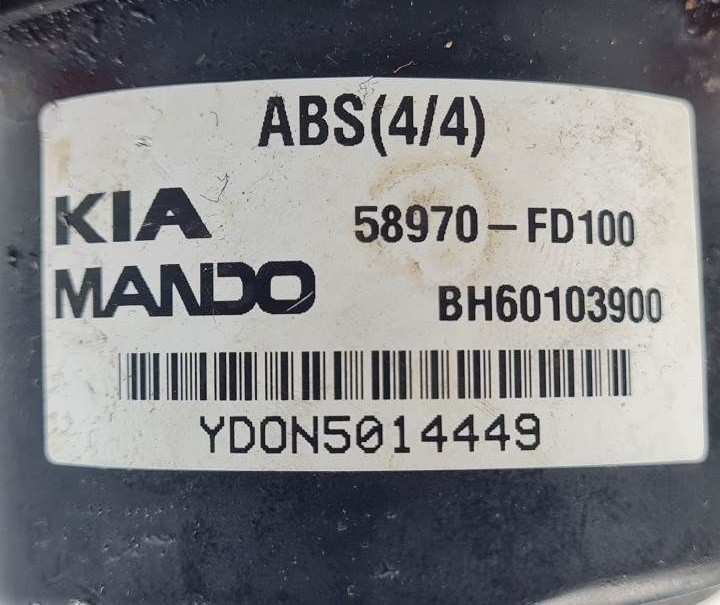 ABS(4/4)
KIA 58970-FD100
MANDO BH60103900
YD0N5014449